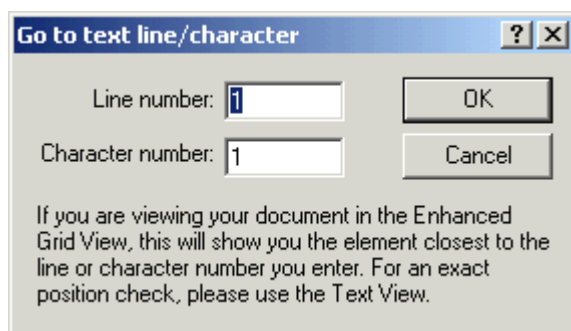 Go to text line/character
Line number: 1
OK
Character number: 1
Cancel
If you are viewing your document in the Enhanced
Grid View, this will show you the element closest to the
line or character number you enter. For an exact
position check, please use the Text View.